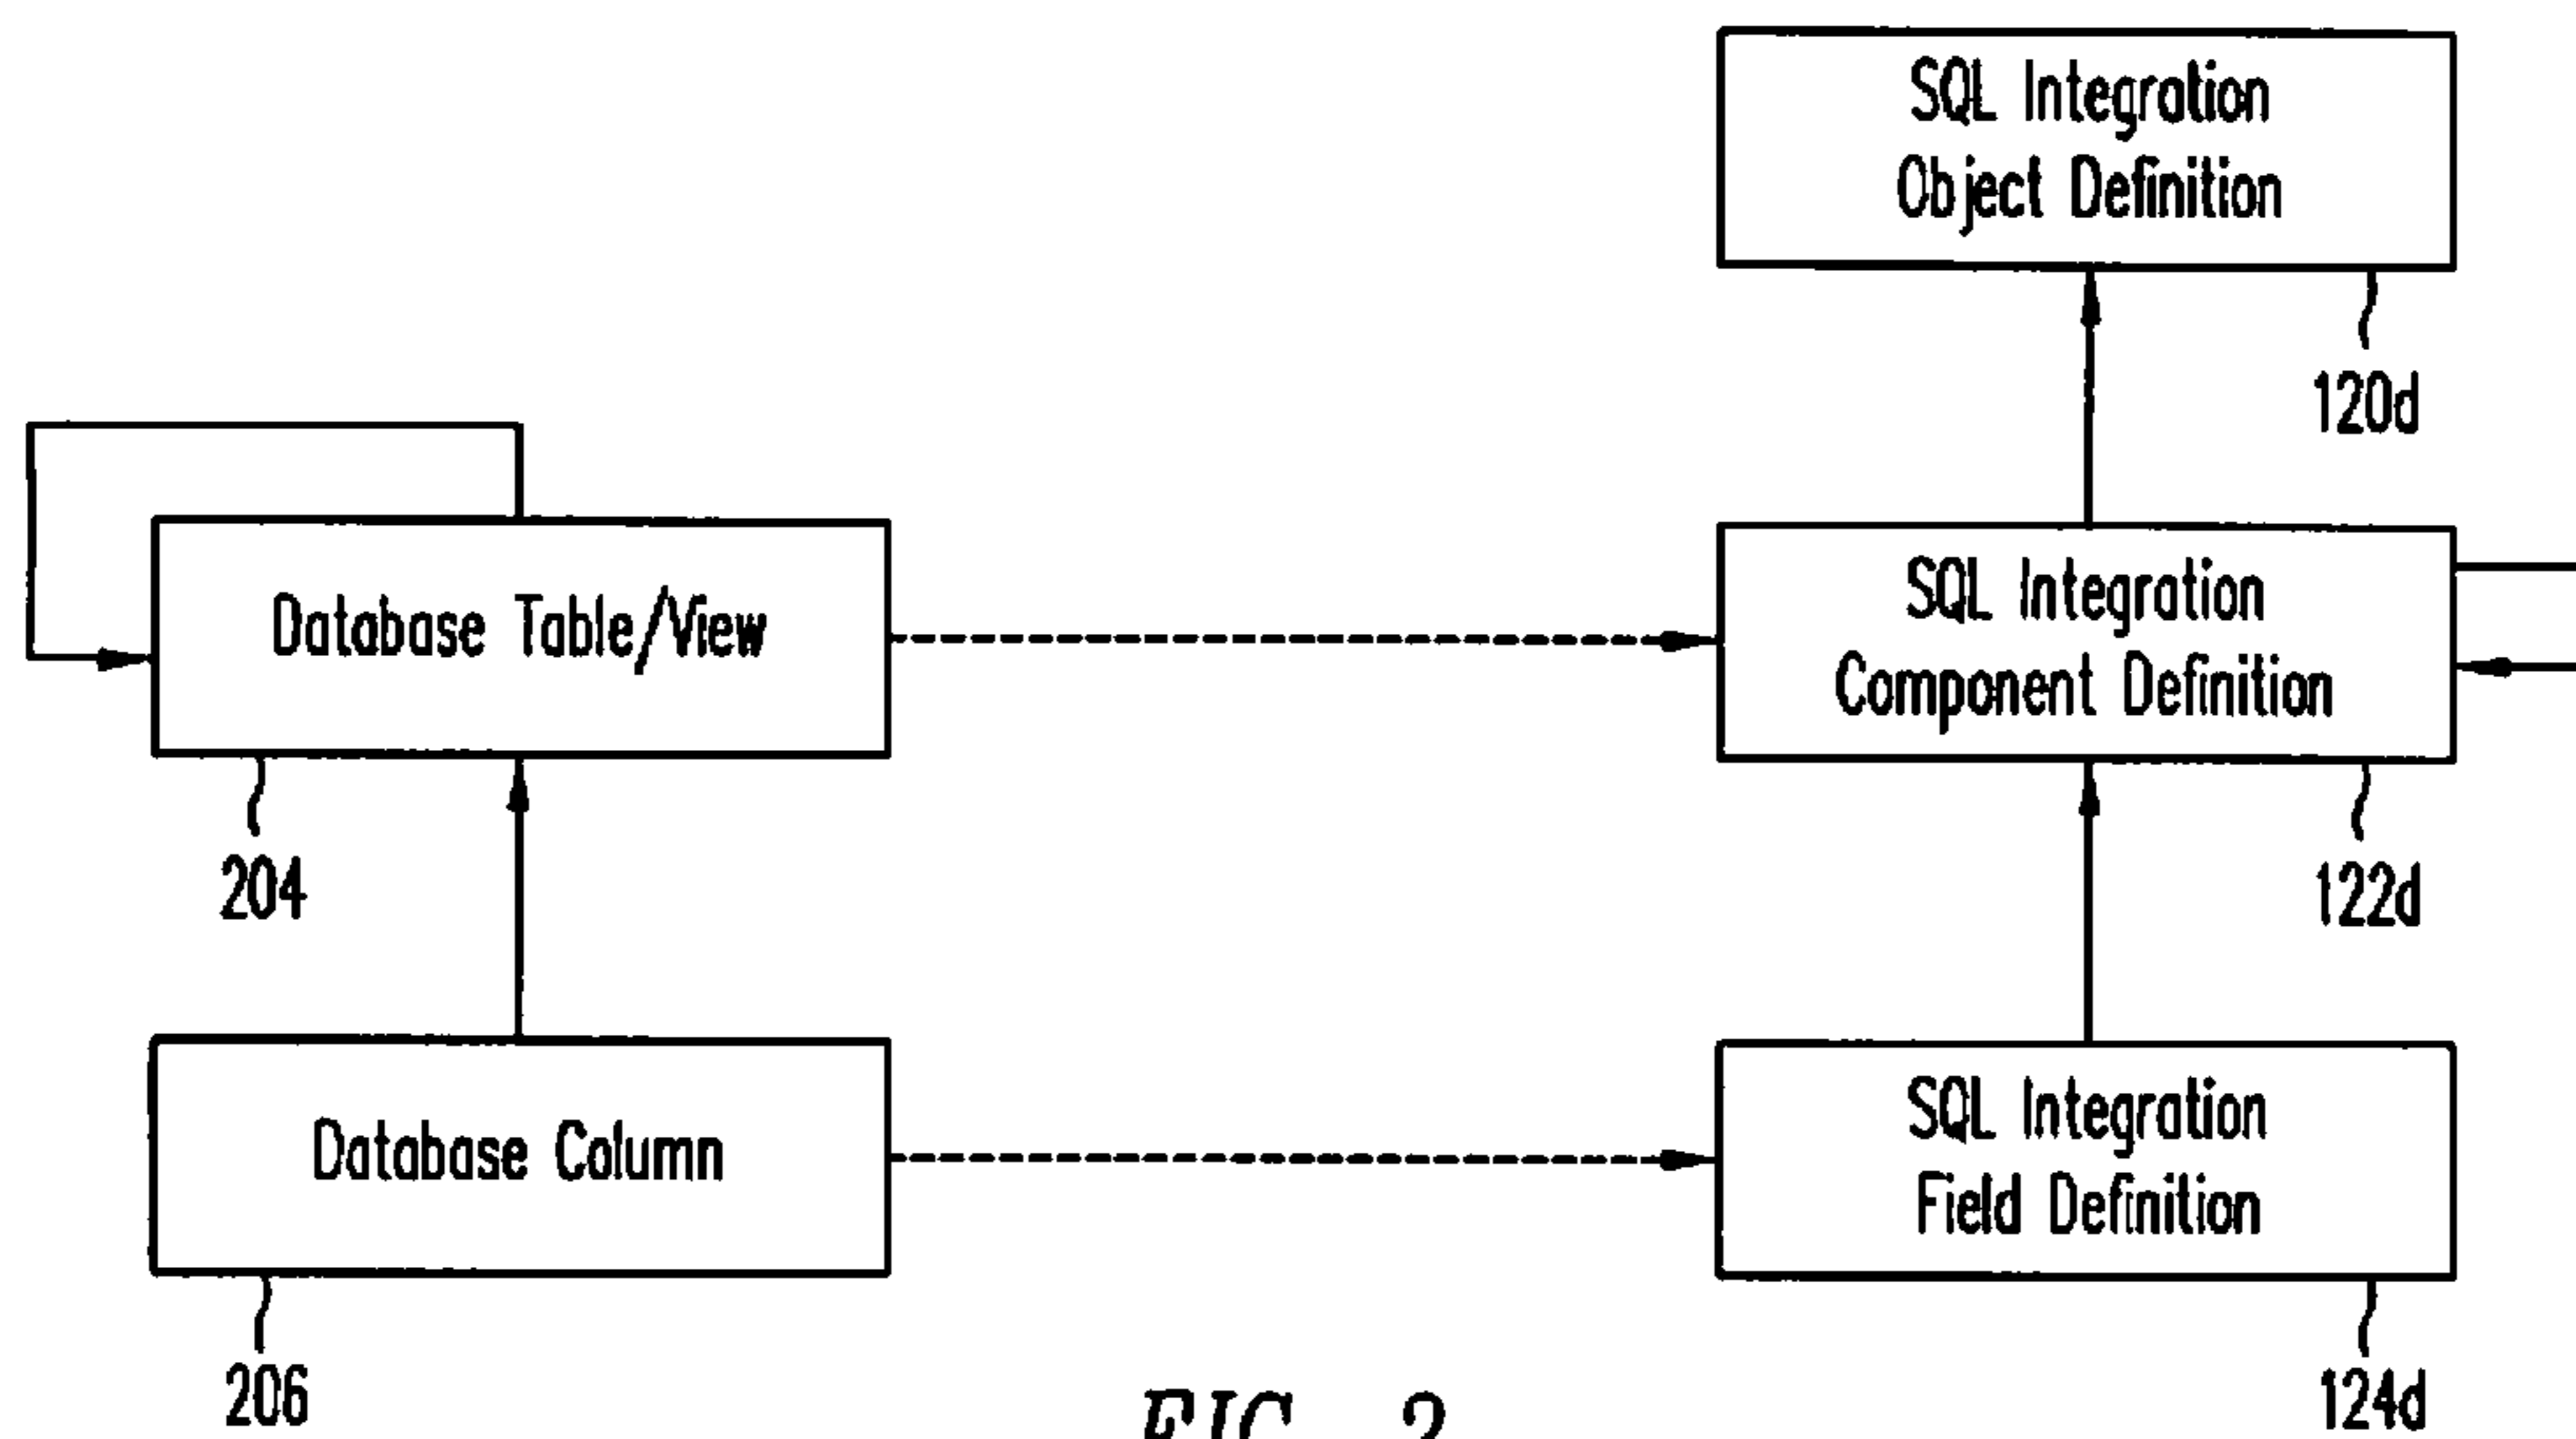 SQL Integration
Object Definition
120d
Database Table/View
SQL Integration
Component Definition
204
122d
Database Column
SQL Integration
Field Definition
206
124d
FIG.